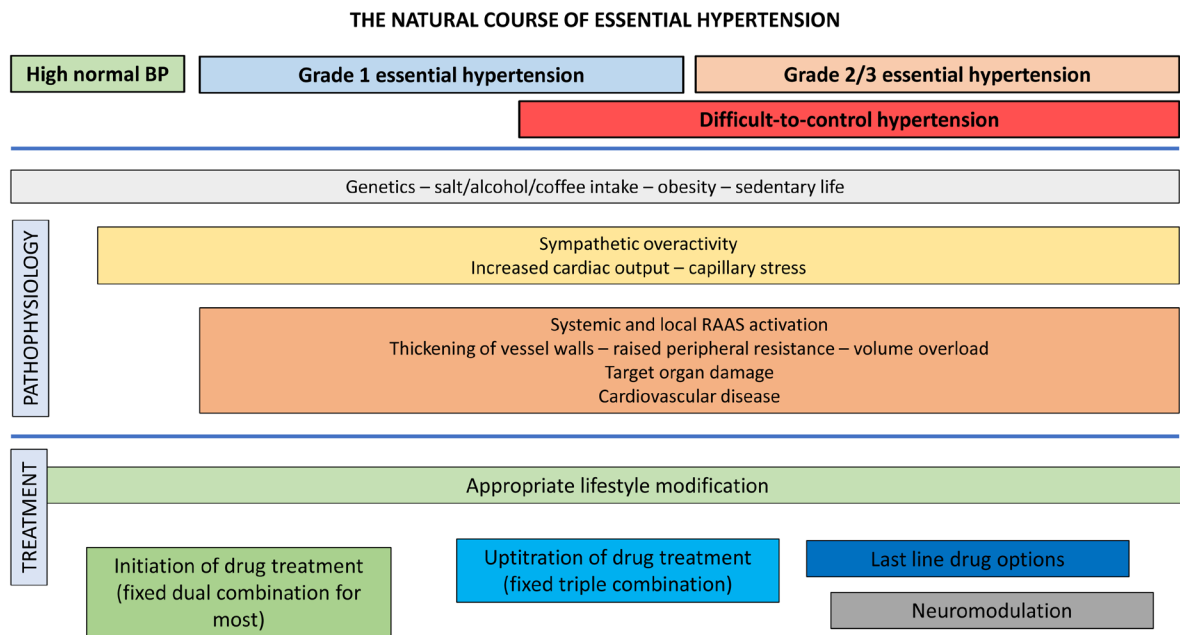 THE NATURAL COURSE OF ESSENTIAL HYPERTENSION
High normal BP
Grade 1 essential hypertension
Grade 2/3 essential hypertension
Difficult-to-control hypertension
Genetics – salt/alcohol/coffee intake – obesity – sedentary life
PATHOPHYSIOLOGY
Sympathetic overactivity
Increased cardiac output – capillary stress
Systemic and local RAAS activation
Thickening of vessel walls – raised peripheral resistance – volume overload
Target organ damage
Cardiovascular disease
TREATMENT
Appropriate lifestyle modification
Initiation of drug treatment
(fixed dual combination for
most)
Uptitration of drug treatment
(fixed triple combination)
Last line drug options
Neuromodulation